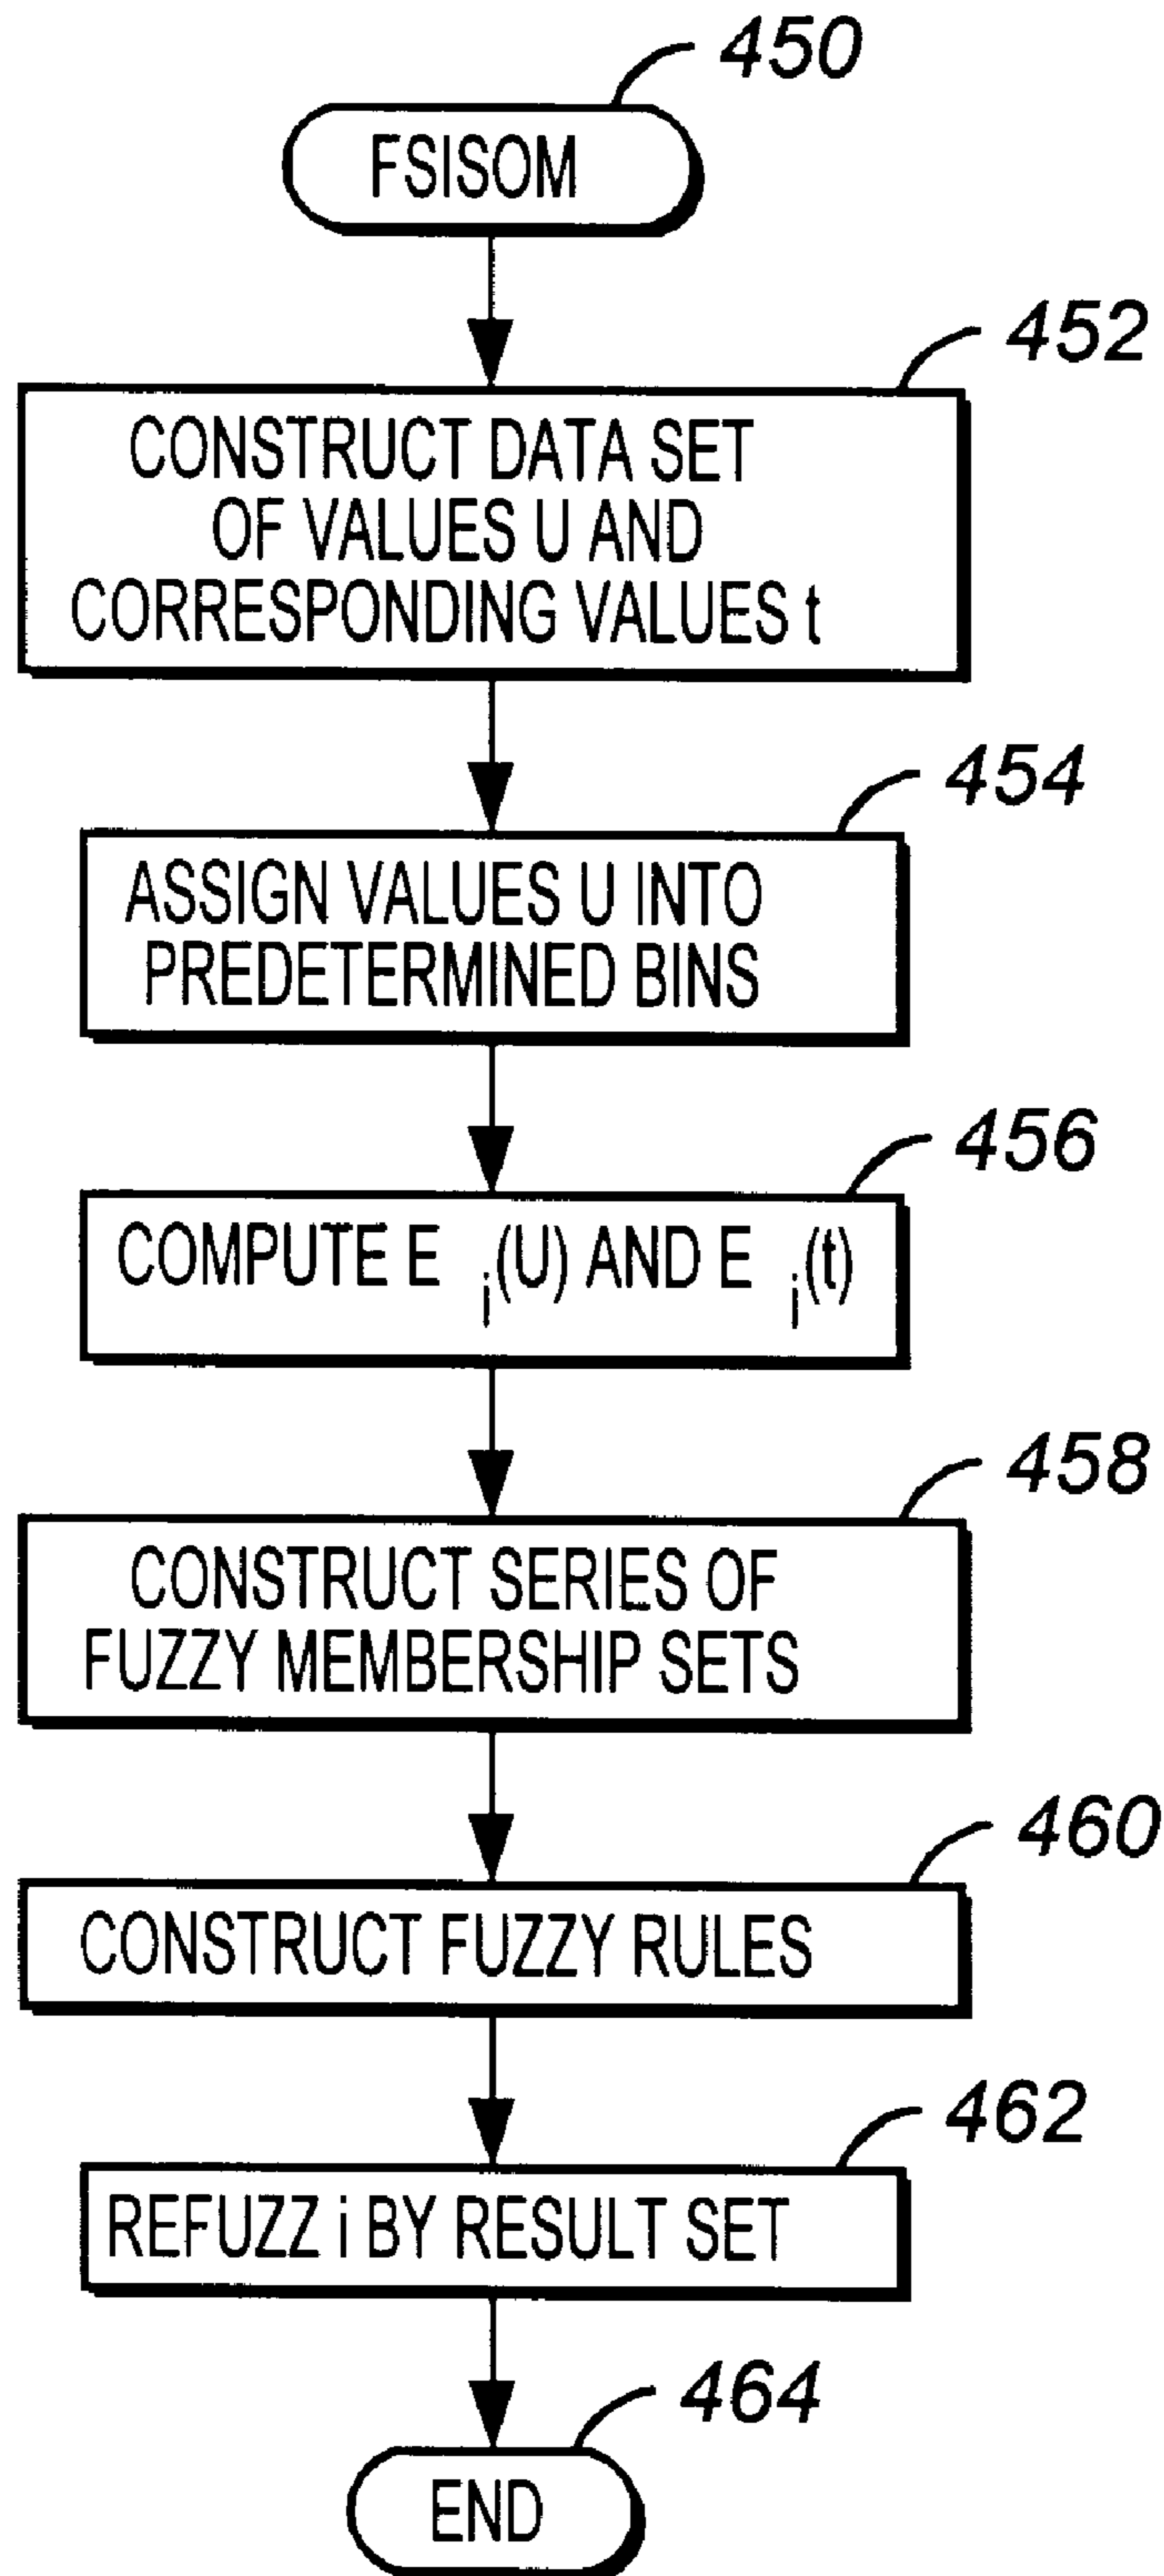 450
FSISOM
452
CONSTRUCT DATA SET
OF VALUES U AND
CORRESPONDING VALUES t
454
ASSIGN VALUES U INTO
PREDETERMINED BINS
456
COMPUTE E i(U) AND E i(t)
458
CONSTRUCT SERIES OF
FUZZY MEMBERSHIP SETS
460
CONSTRUCT FUZZY RULES
462
REFUZZ i BY RESULT SET
464
END